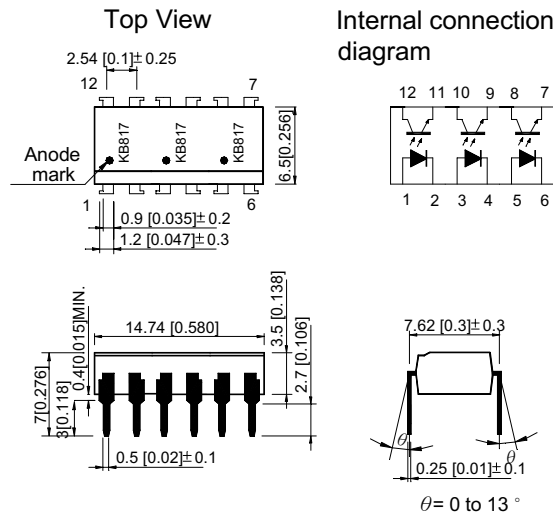 Top View
Internal connection
diagram
2.54 [0.1]± 0.25
12
7
KB817
KB817
KB817
Anode
mark
6.5[0.256]
1
6
0.9 [0.035]± 0.2
1.2 [0.047]± 0.3
12 11 10 9 8 7
1 2 3 4 5 6
14.74 [0.580]
0.4[0.015]MIN.
3.5 [0.138]
2.7 [0.106]
7[0.276]
3[0.118]
0.5 [0.02]± 0.1
7.62 [0.3]± 0.3
θ
θ
0.25 [0.01]± 0.1
θ= 0 to 13 °